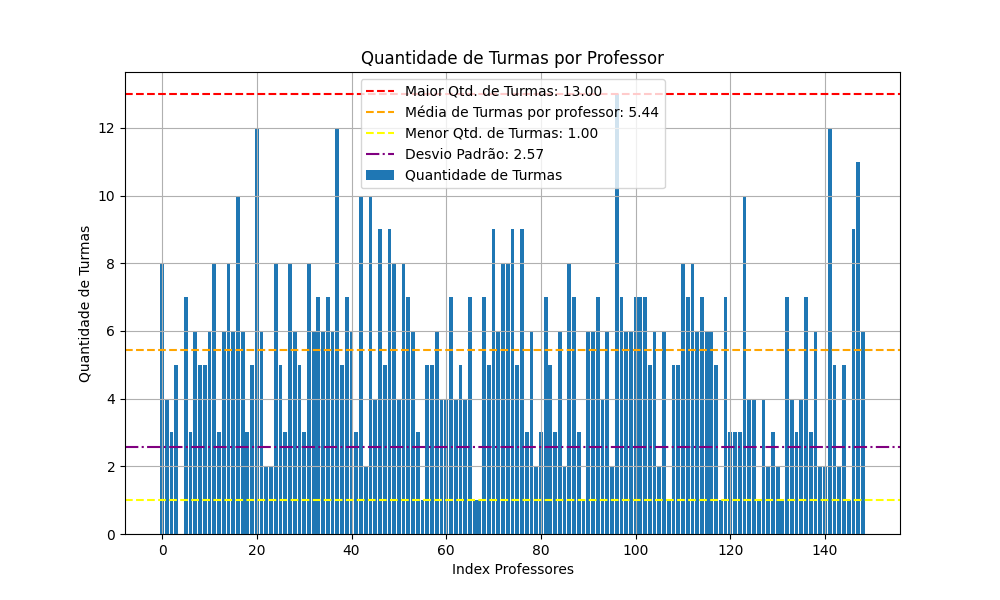 Quantidade de Turmas por Professor
Maior Qtd. de Turmas: 13.00
Média de Turmas por professor: 5.44
Menor Qtd. de Turmas: 1.00
Desvio Padrão: 2.57
Quantidade de Turmas
Quantidade de Turmas
12
10
8
6
4
2
0
0 20 40 60 80 100 120 140
Index Professores